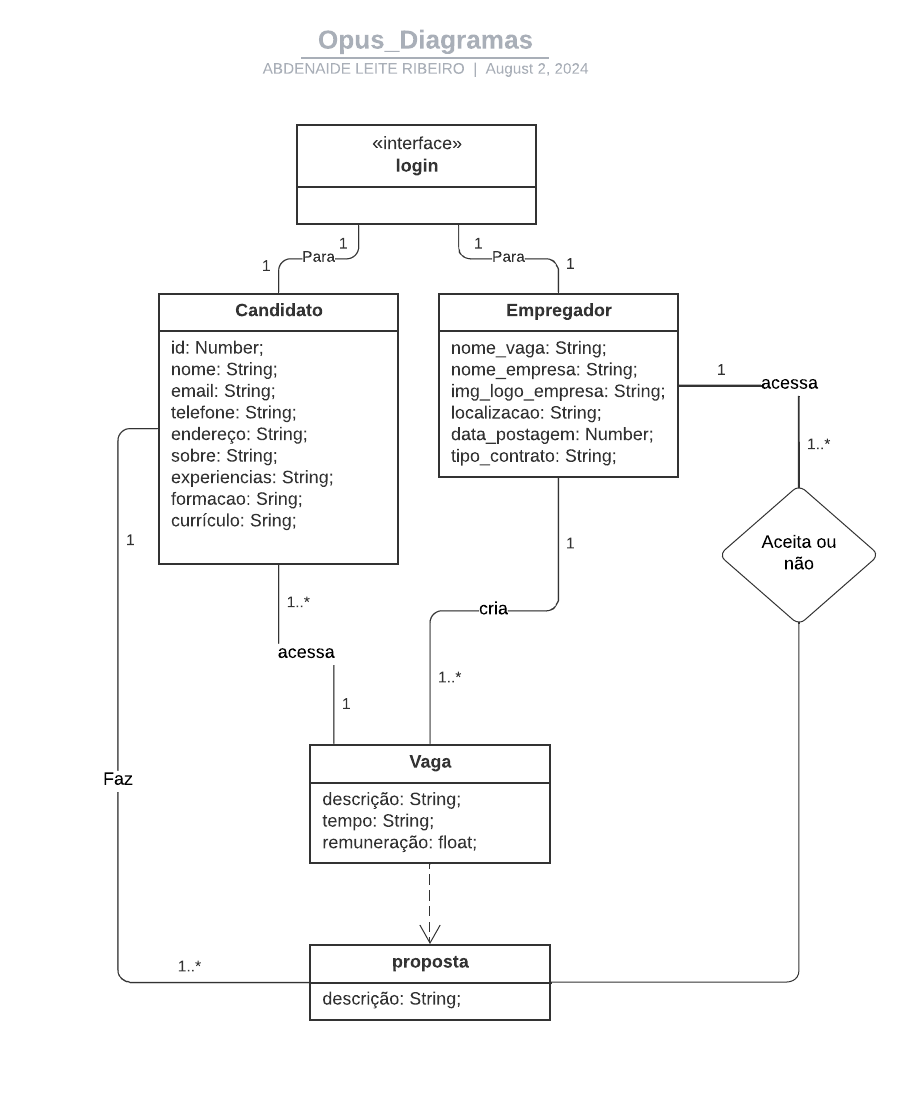 Opus_Diagramas
ABDENAIDE LEITE RIBEIRO | August 2, 2024
«interface»
login
1
1
Para
Para
1
1
Candidato
id: Number;
nome: String;
email: String;
telefone: String;
endereço: String;
sobre: String;
experiencias: String;
formacao: Sring;
currículo: Sring;
Empregador
nome_vaga: String;
nome_empresa: String;
img_logo_empresa: String;
localizacao: String;
data_postagem: Number;
tipo_contrato: String;
1
acessa
1..*
Aceita ou
não
1
1
1..*
cria
acessa
1..*
1
Faz
Vaga
descrição: String;
tempo: String;
remuneração: float;
1..*
proposta
descrição: String;